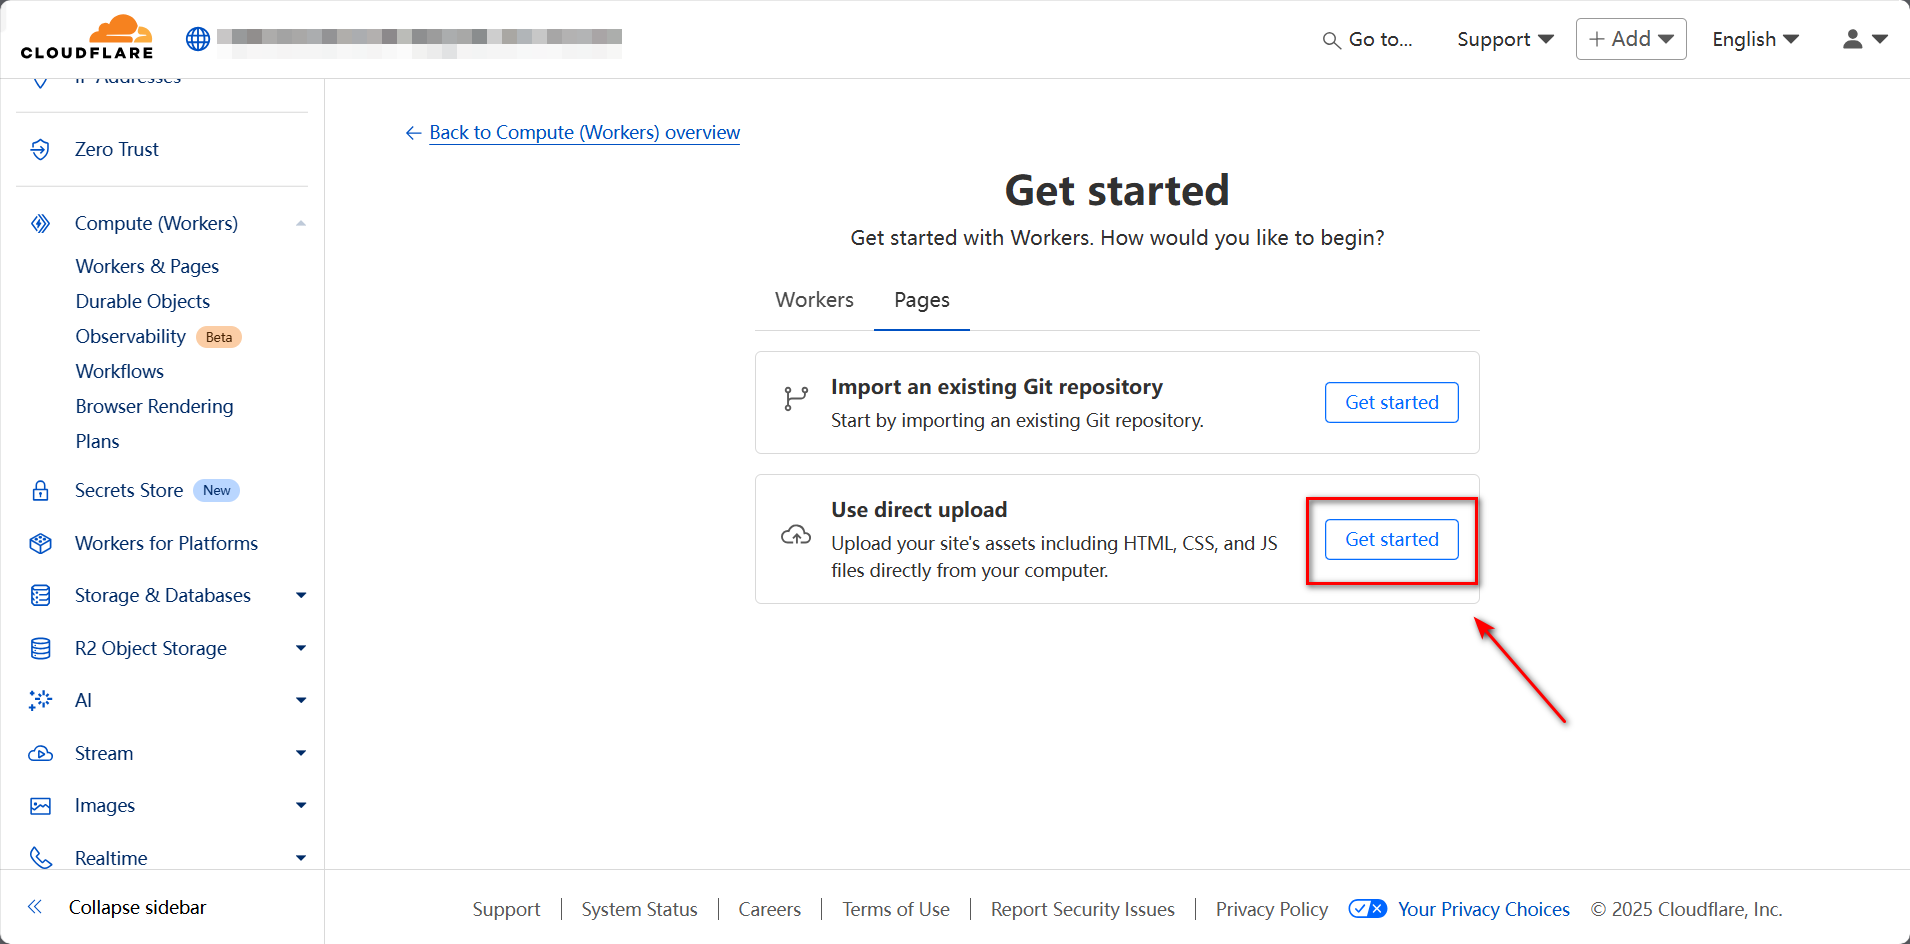 CLOUDFLARE
Go to...
Support
+ Add
English
IP Addresses
Zero Trust
Compute (Workers)
Workers & Pages
Durable Objects
Observability Beta
Workflows
Browser Rendering
Plans
Secrets Store New
Workers for Platforms
Storage & Databases
R2 Object Storage
AI
Stream
Images
Realtime
Collapse sidebar
← Back to Compute (Workers) overview
Get started
Get started with Workers. How would you like to begin?
Workers Pages
Import an existing Git repository
Start by importing an existing Git repository.
Get started
Use direct upload
Upload your site's assets including HTML, CSS, and JS
files directly from your computer.
Get started
Support | System Status | Careers | Terms of Use | Report Security Issues | Privacy Policy Your Privacy Choices © 2025 Cloudflare, Inc.